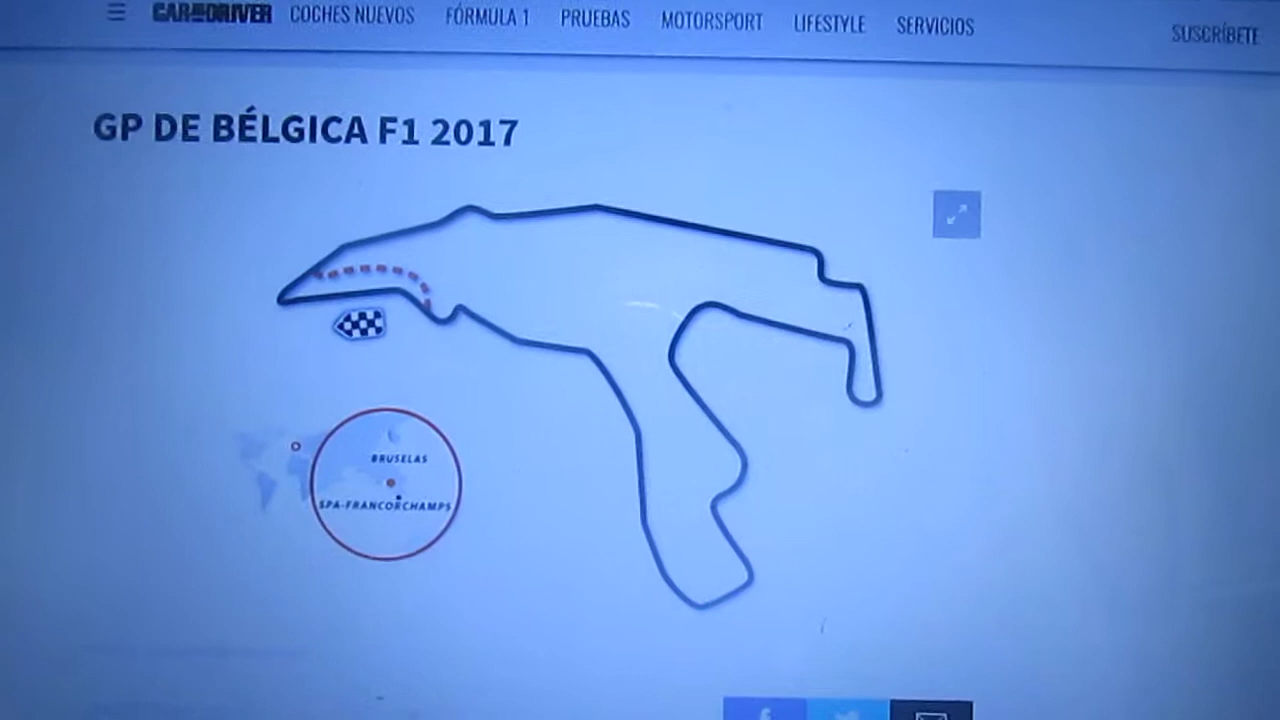 CAR AND DRIVER COCHES NUEVOS FÓRMULA 1 PRUEBAS MOTORSPORT LIFESTYLE SERVICIOS SUSCRÍBETE
GP DE BÉLGICA F1 2017
BRUSELAS
SPA-FRANCORCHAMPS